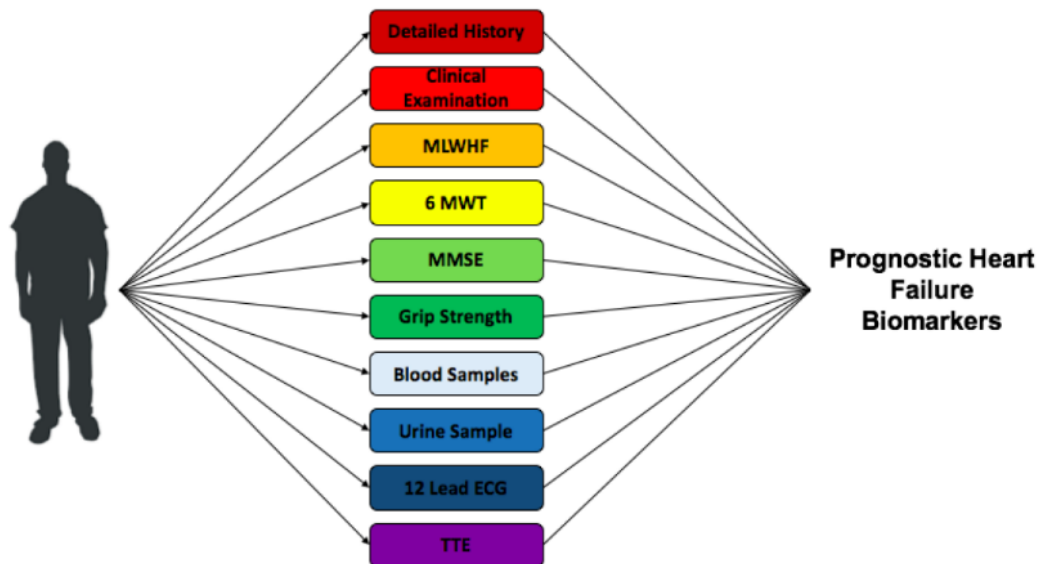 Detailed History
Clinical
Examination
MLWHF
6 MWT
MMSE
Grip Strength
Blood Samples
Urine Sample
12 Lead ECG
TTE
Prognostic Heart
Failure
Biomarkers